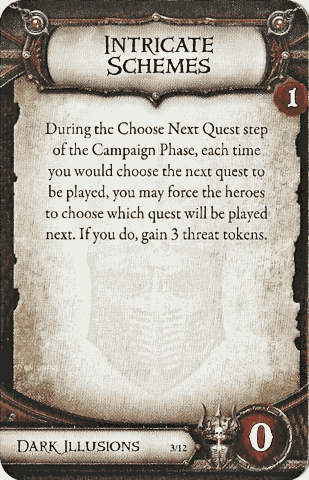 INTRICATE
SCHEMES
1
During the Choose Next Quest step
of the Campaign Phase, each time
you would choose the next quest to
be played, you may force the heroes
to choose which quest will be played
next. If you do, gain 3 threat tokens.
DARK ILLUSIONS 3/12 0